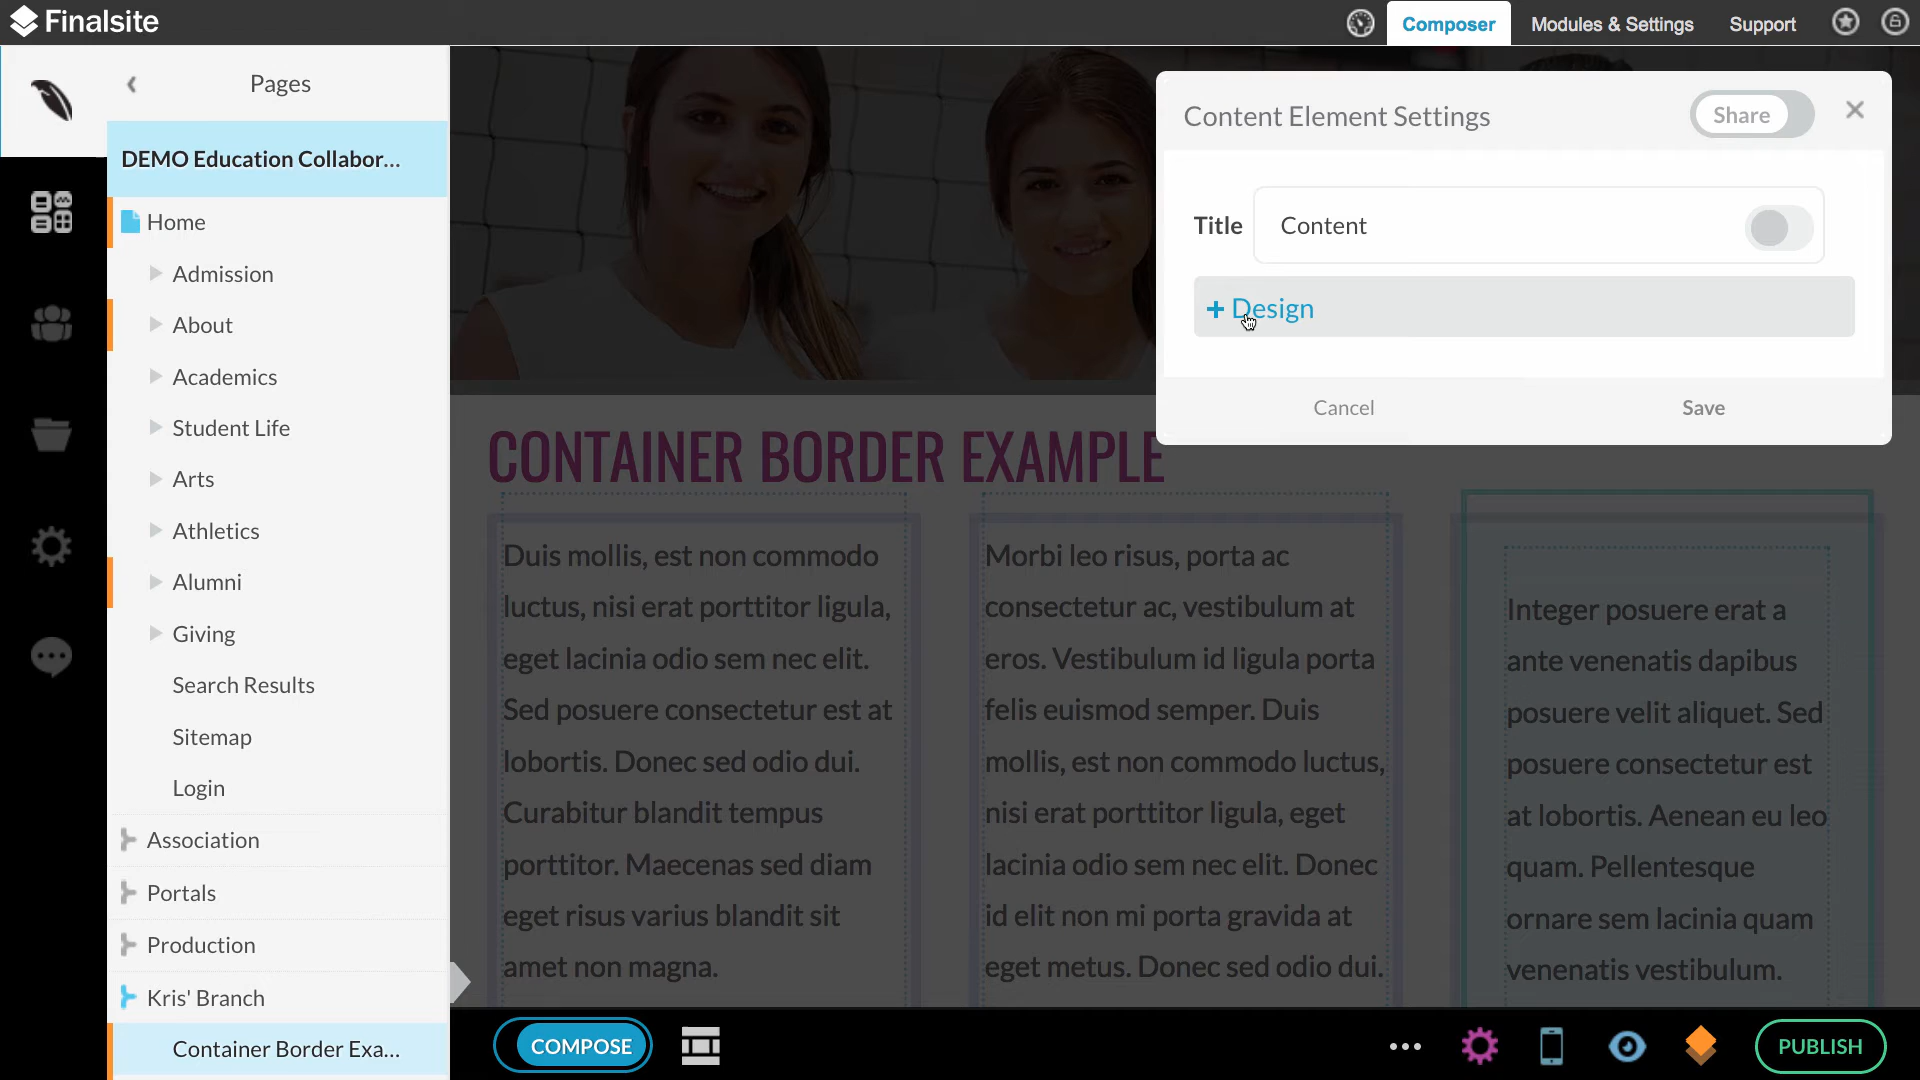 Finalsite
Composer
Modules & Settings
Support
Pages
DEMO Education Collabor...
Home
Admission
About
Academics
Student Life
Arts
Athletics
Alumni
Giving
Search Results
Sitemap
Login
Association
Portals
Production
Kris' Branch
Container Border Exa...
Content Element Settings
Share
Title
Content
+ Design
Cancel
Save
CONTAINER BORDER EXAMPLE
Duis mollis, est non commodo
luctus, nisi erat porttitor ligula,
eget lacinia odio sem nec elit.
Sed posuere consectetur est at
lobortis. Donec sed odio dui.
Curabitur blandit tempus
porttitor. Maecenas sed diam
eget risus varius blandit sit
amet non magna.
Morbi leo risus, porta ac
consectetur ac, vestibulum at
eros. Vestibulum id ligula porta
felis euismod semper. Duis
mollis, est non commodo luctus,
nisi erat porttitor ligula, eget
lacinia odio sem nec elit. Donec
id elit non mi porta gravida at
eget metus. Donec sed odio dui.
Integer posuere erat a
ante venenatis dapibus
posuere velit aliquet. Sed
posuere consectetur est
at lobortis. Aenean eu leo
quam. Pellentesque
ornare sem lacinia quam
venenatis vestibulum.
COMPOSE
PUBLISH